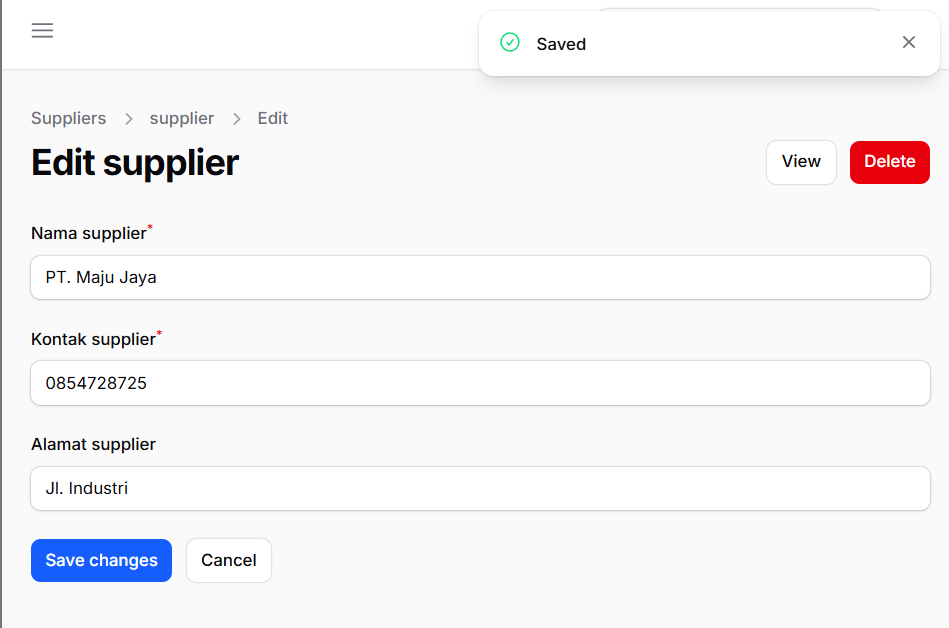 Saved
Suppliers > supplier > Edit
Edit supplier
View
Delete
Nama supplier*
PT. Maju Jaya
Kontak supplier*
0854728725
Alamat supplier
Jl. Industri
Save changes
Cancel